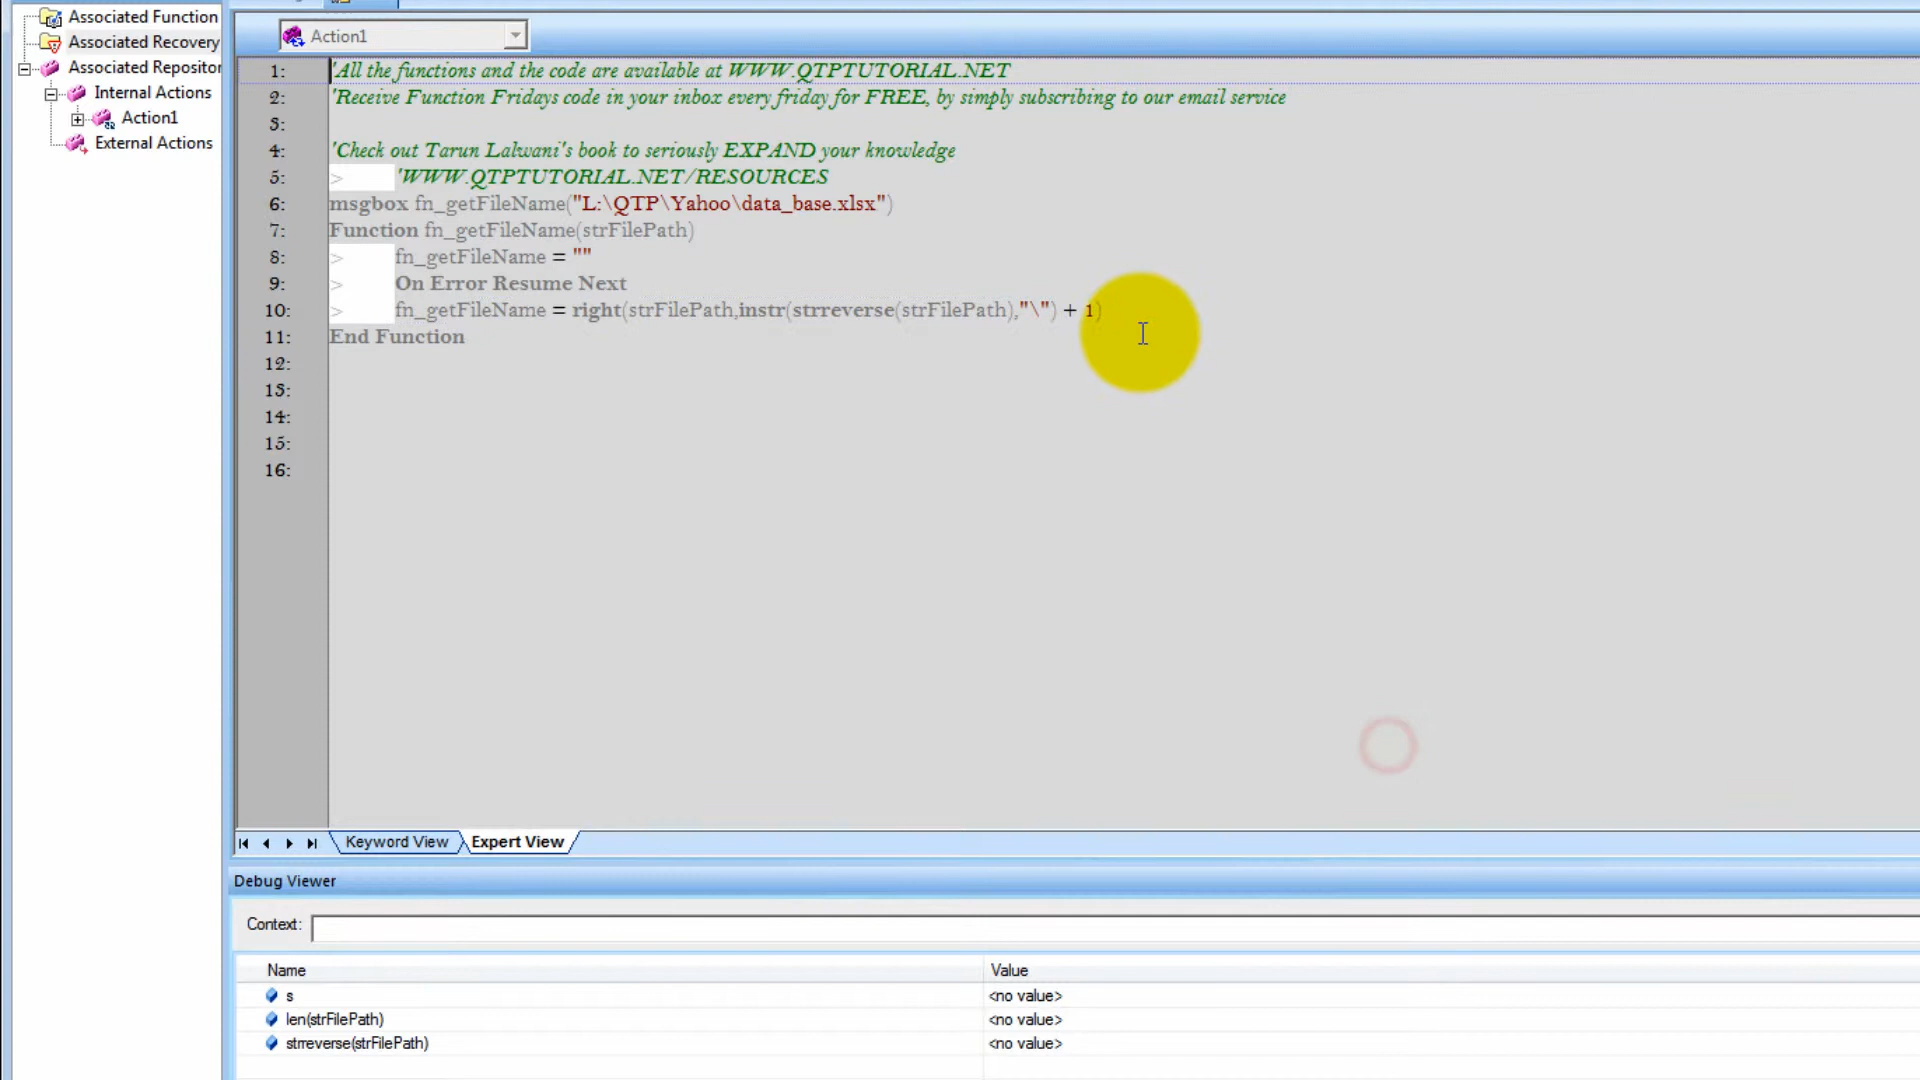 Associated Function
Associated Recovery
Associated Repositor
Internal Actions
Action1
External Actions
Action1
1: 'All the functions and the code are available at WWW.QTPTUTORIAL.NET
2: 'Receive Function Fridays code in your inbox every friday for FREE, by simply subscribing to our email service
3:
4: 'Check out Tarun Lalwani's book to seriously EXPAND your knowledge
5: > 'WWW.QTPTUTORIAL.NET/RESOURCES
6: msgbox fn_getFileName("L:\QTP\Yahoo\data_base.xlsx")
7: Function fn_getFileName(strFilePath)
8: > fn_getFileName = ""
9: > On Error Resume Next
10: > fn_getFileName = right(strFilePath,instr(strreverse(strFilePath),"\") + 1)
11: End Function
12:
13:
14:
15:
16:
Keyword View Expert View
Debug Viewer
Context:
Name Value
s <no value>
len(strFilePath) <no value>
strreverse(strFilePath) <no value>